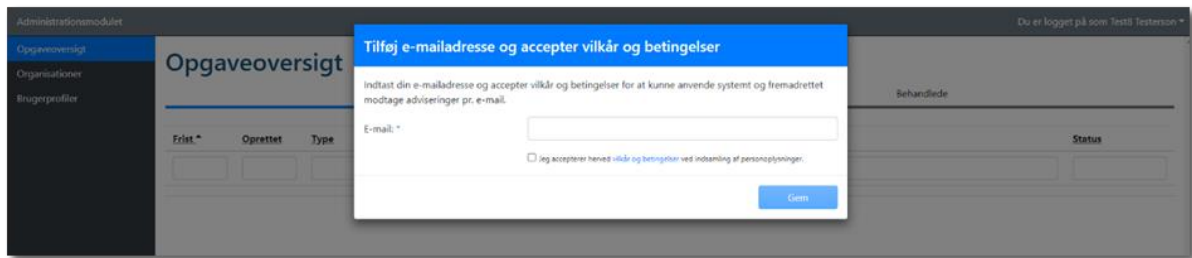 Administrationsmodulet
Du er logget på som Test8 Testerson
Opgaveoversigt
Organisationer
Brugerprofiler
Opgaveoversigt
Tilføj e-mailadresse og accepter vilkår og betingelser
Indtast din e-mailadresse og accepter vilkår og betingelser for at kunne anvende systemt og fremadrettet
modtage adviseringer pr. e-mail.
E-mail: *
Jeg accepterer herved vilkår og betingelser ved indsamling af personoplysninger.
Gem
Behandlede
Frist Oprettet Type Status